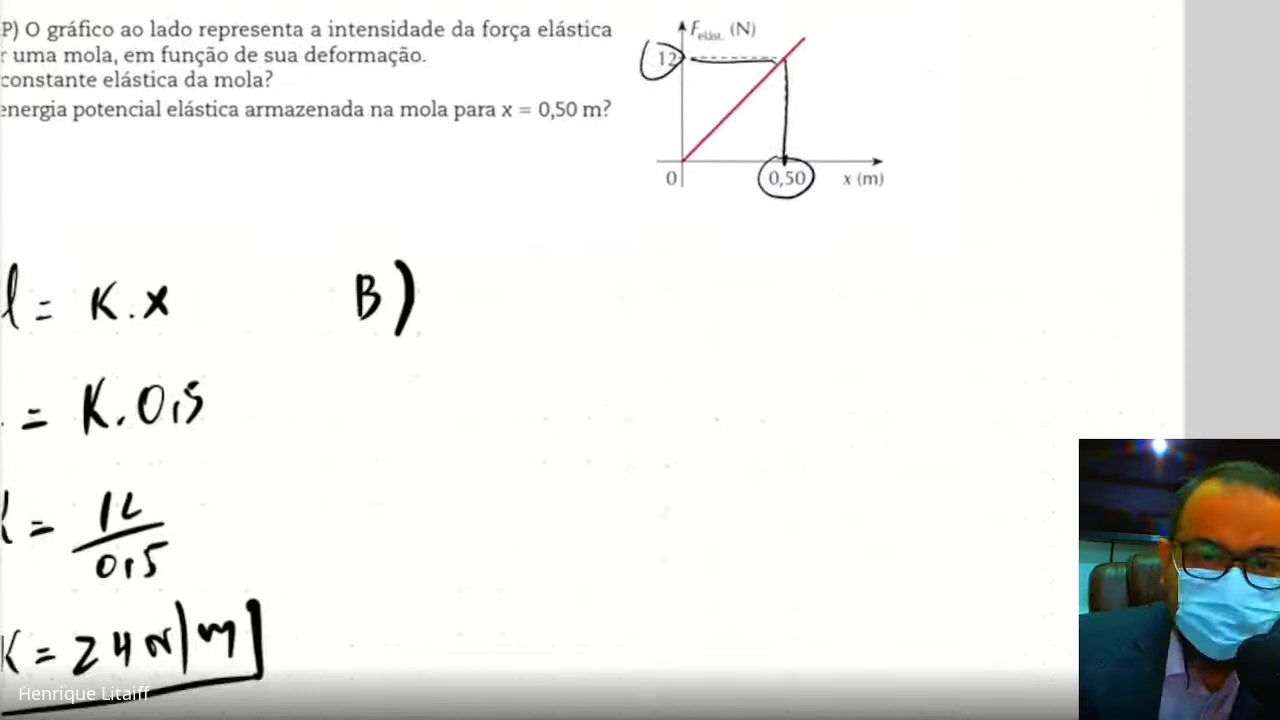 P) O gráfico ao lado representa a intensidade da força elástica
r uma mola, em função de sua deformação.
constante elástica da mola?
energia potencial elástica armazenada na mola para x = 0,50 m?
F elást. (N)
12
0
0,50
x (m)
l = K.x
B)
= K.0,5
= 12
0,5
K = 24 N/m
Henrique Litaiff